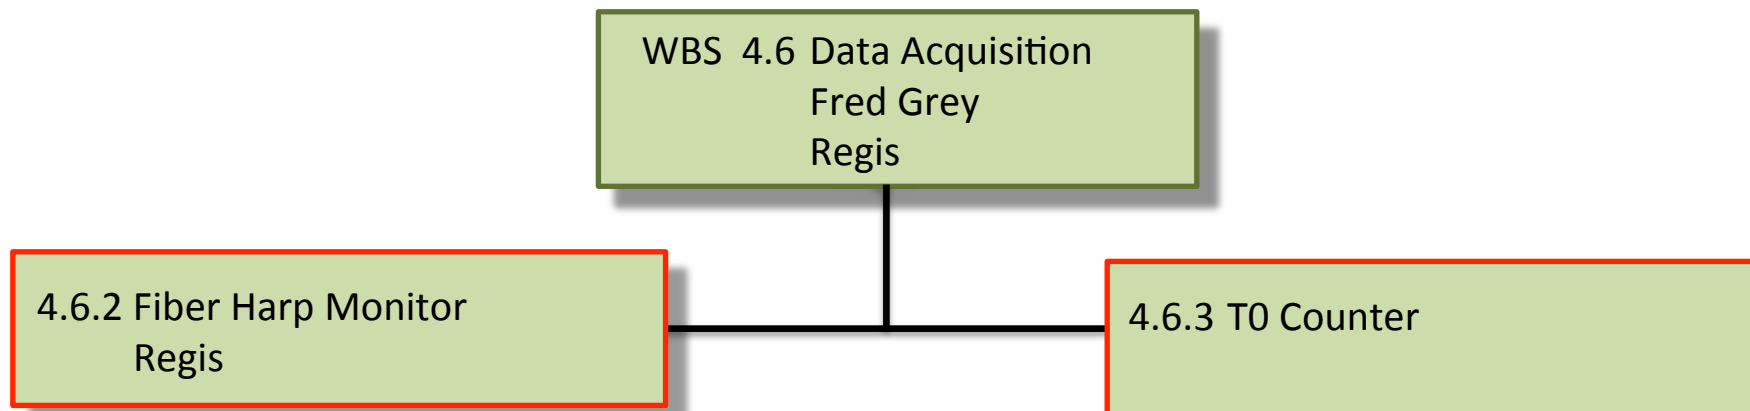 WBS 4.6 Data Acquisition
Fred Grey
Regis
4.6.2 Fiber Harp Monitor
Regis
4.6.3 T0 Counter